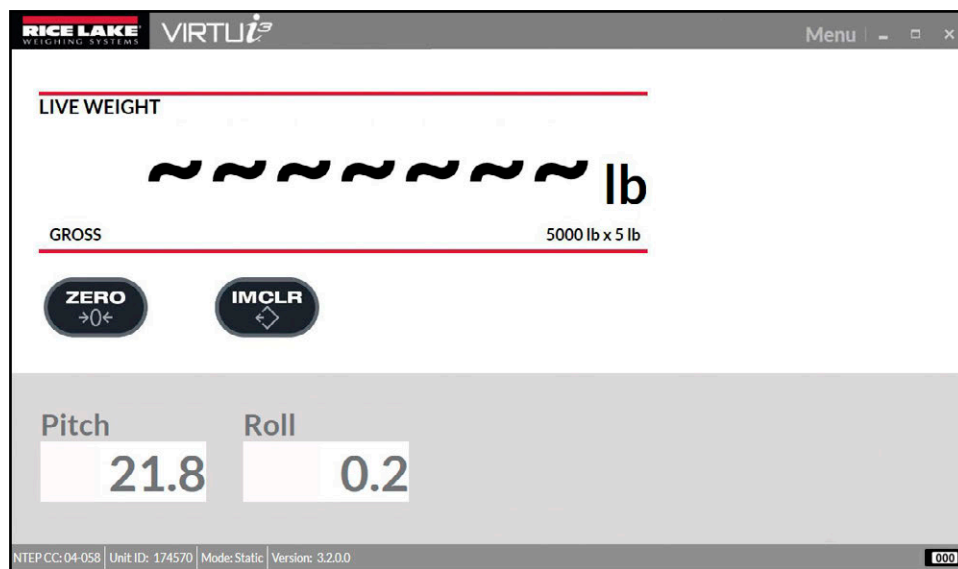 RICE LAKE
WEIGHING SYSTEMS
VIRTUi³
Menu
LIVE WEIGHT
~~~~~~~ lb
GROSS 5000 lb x 5 lb
ZERO
→0←
IMCLR
Pitch Roll
21.8 0.2
NTEP CC: 04-058 Unit ID: 174570 Mode: Static Version: 3.2.0.0 000